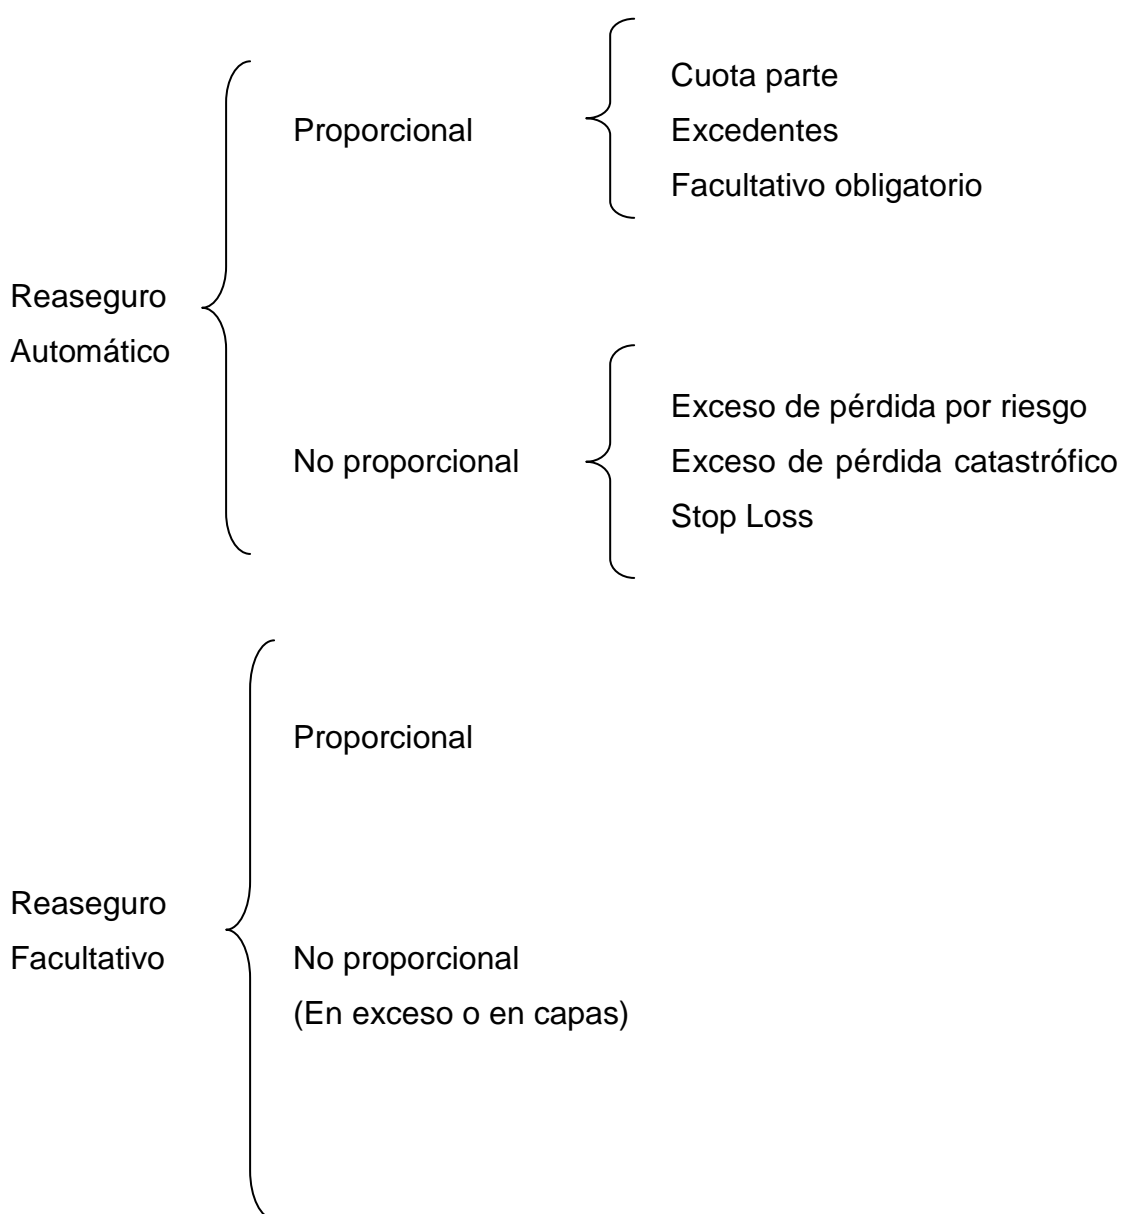 Cuota parte
Proporcional
Excedentes
Facultativo obligatorio
Reaseguro
Automático
Exceso de pérdida por riesgo
No proporcional
Exceso de pérdida catastrófico
Stop Loss
Proporcional
Reaseguro
Facultativo
No proporcional
(En exceso o en capas)